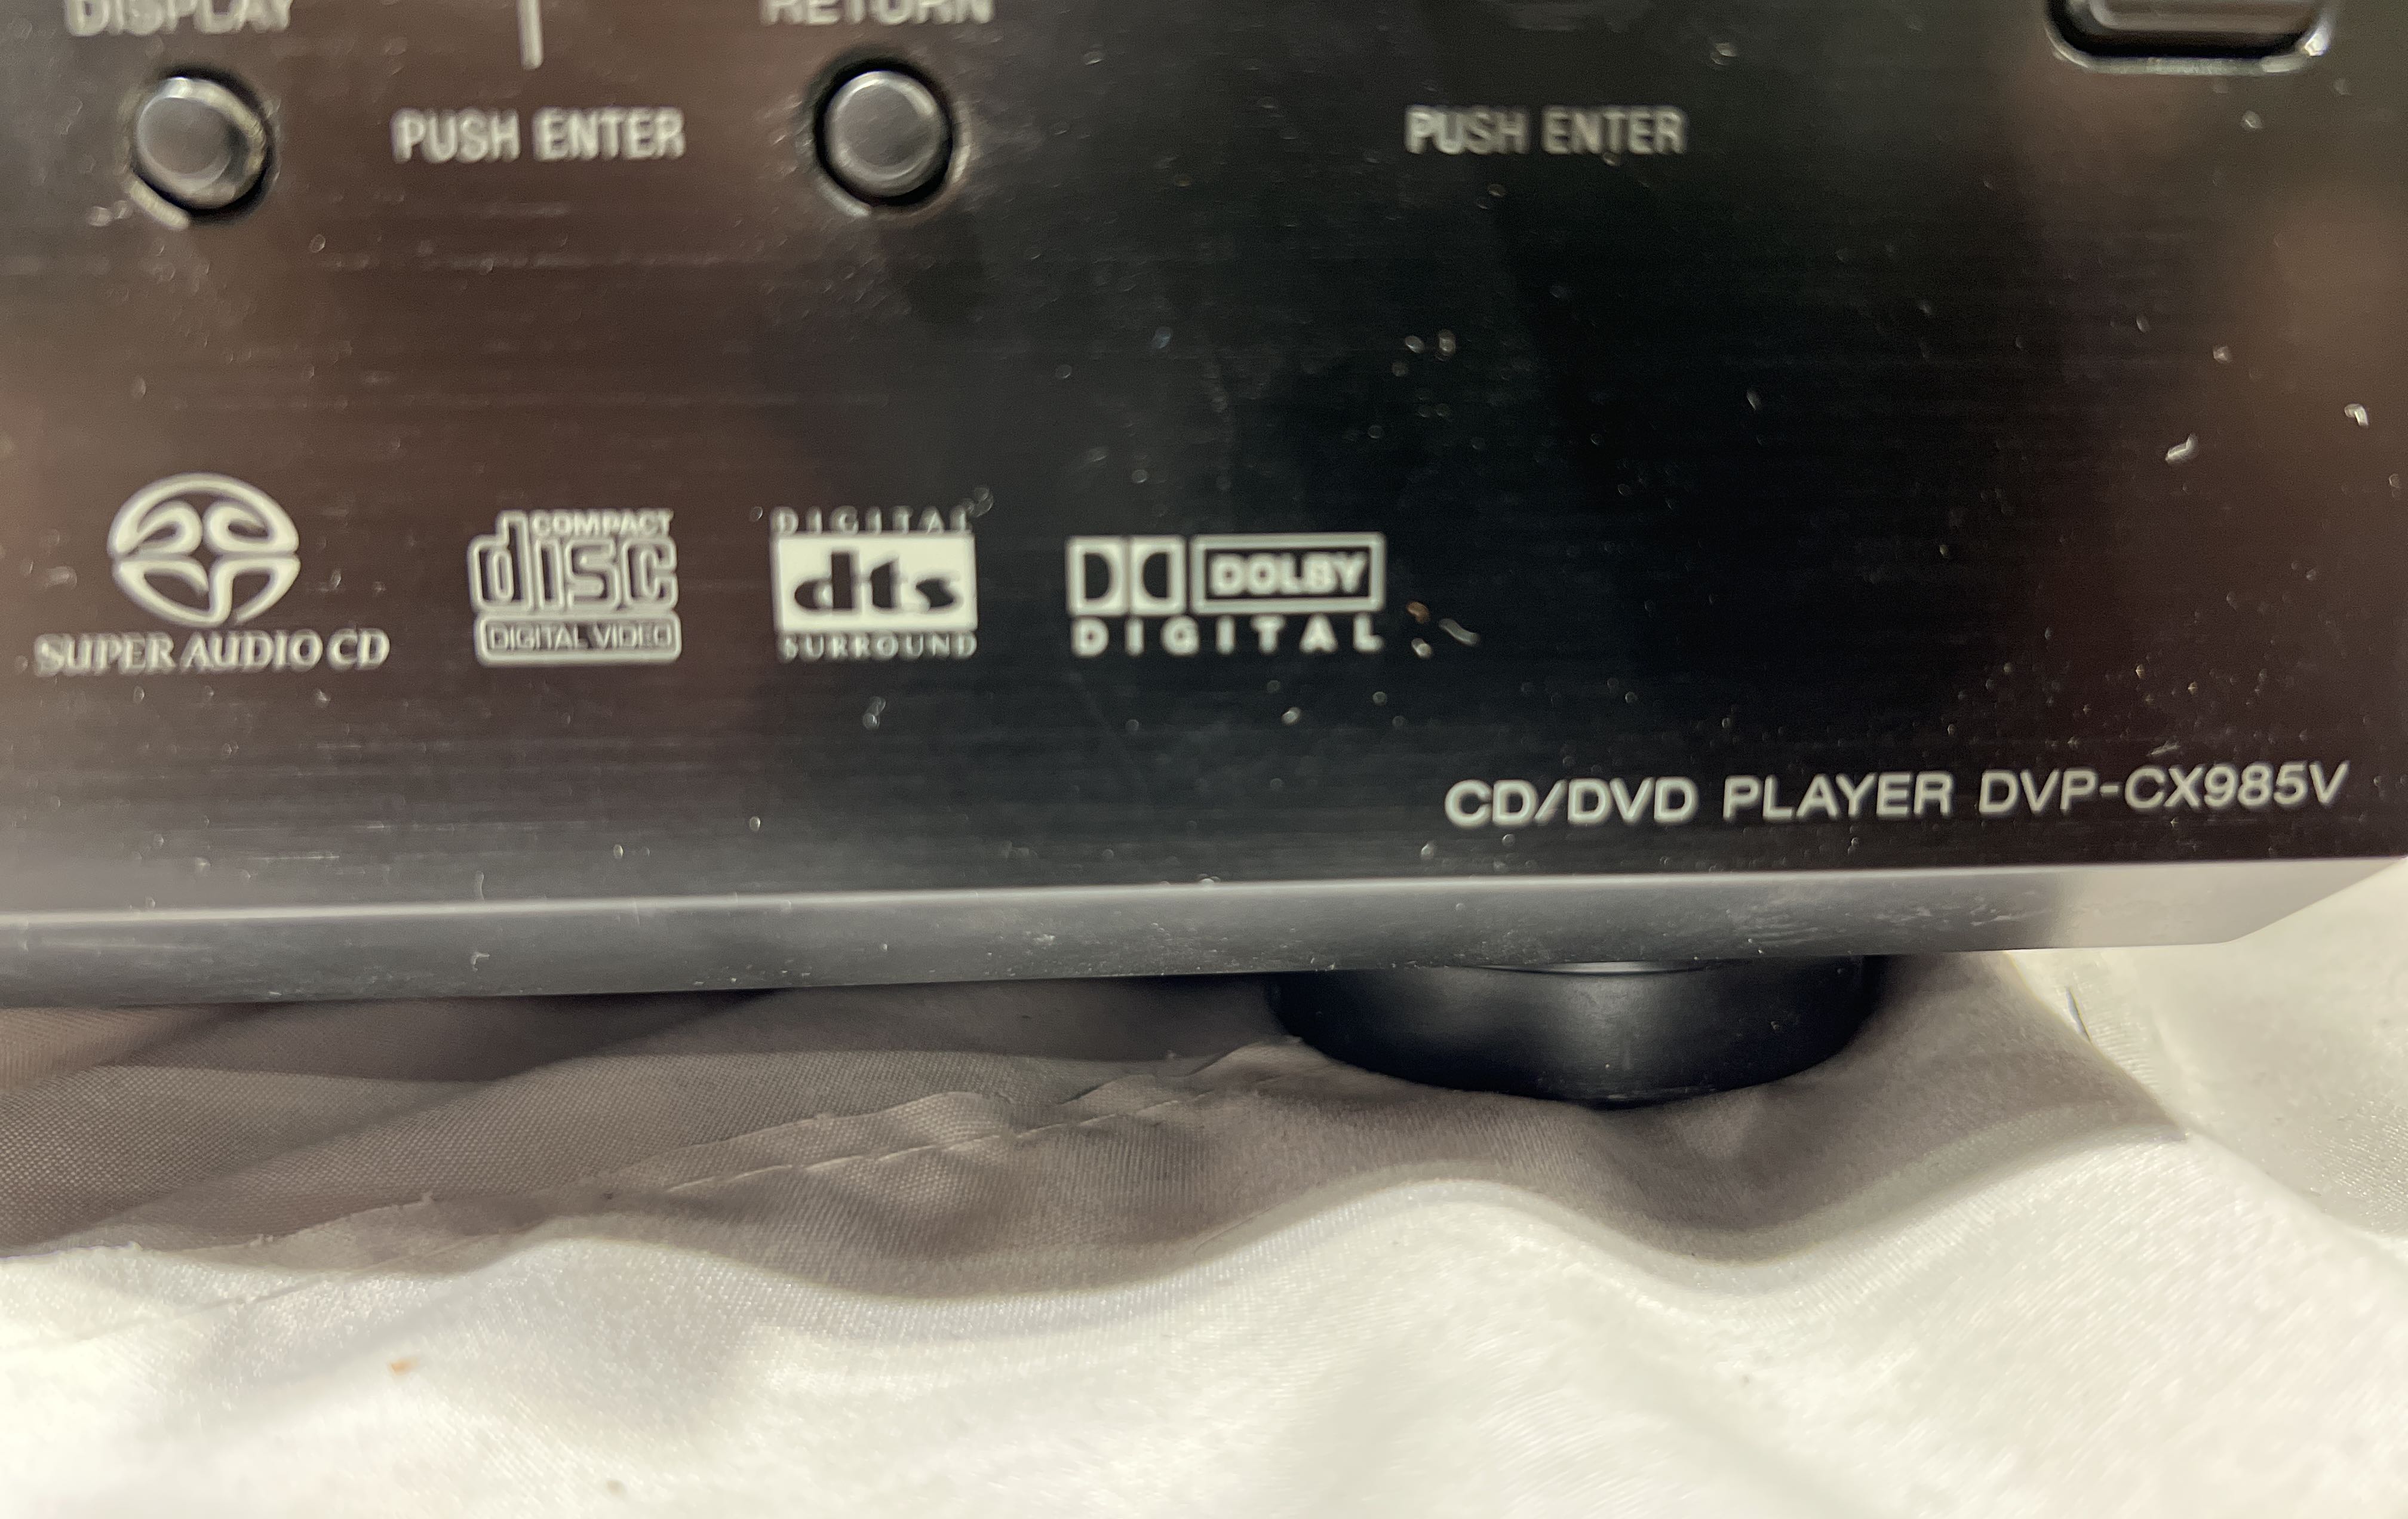 DISPLAY
RETURN
PUSH ENTER
PUSH ENTER
SUPER AUDIO CD
COMPACT
disc
DIGITAL VIDEO
DIGITAL
dts
SURROUND
DOLBY
DIGITAL
CD/DVD PLAYER DVP-CX985V